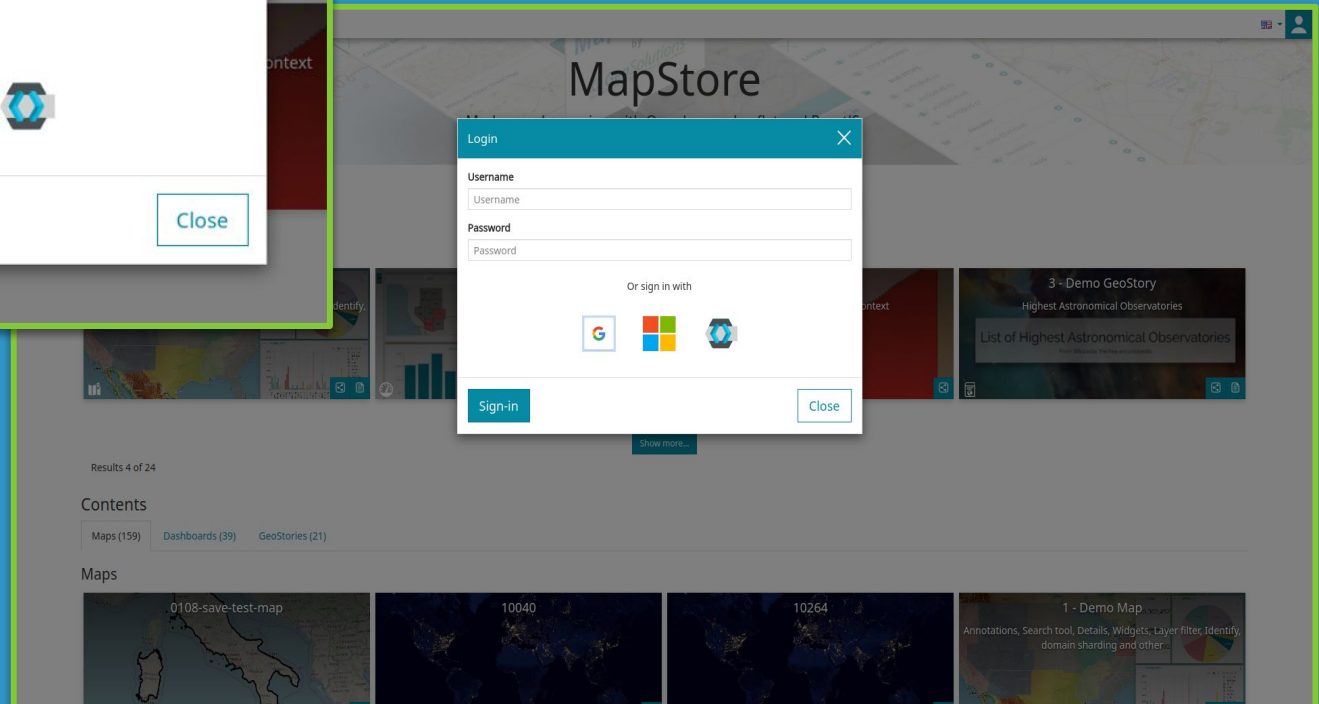 ontext
Close
MapStore
Login
Username
Username
Password
Password
Or sign in with
G
Sign-in
Close
dentify,
ontext
3 - Demo GeoStory
Highest Astronomical Observatories
List of Highest Astronomical Observatories
Show more...
Results 4 of 24
Contents
Maps (159) Dashboards (39) GeoStories (21)
Maps
0108-save-test-map
10040
10264
1 - Demo Map
Annotations, Search tool, Details, Widgets, Layer filter, Identify,
domain sharding and other...